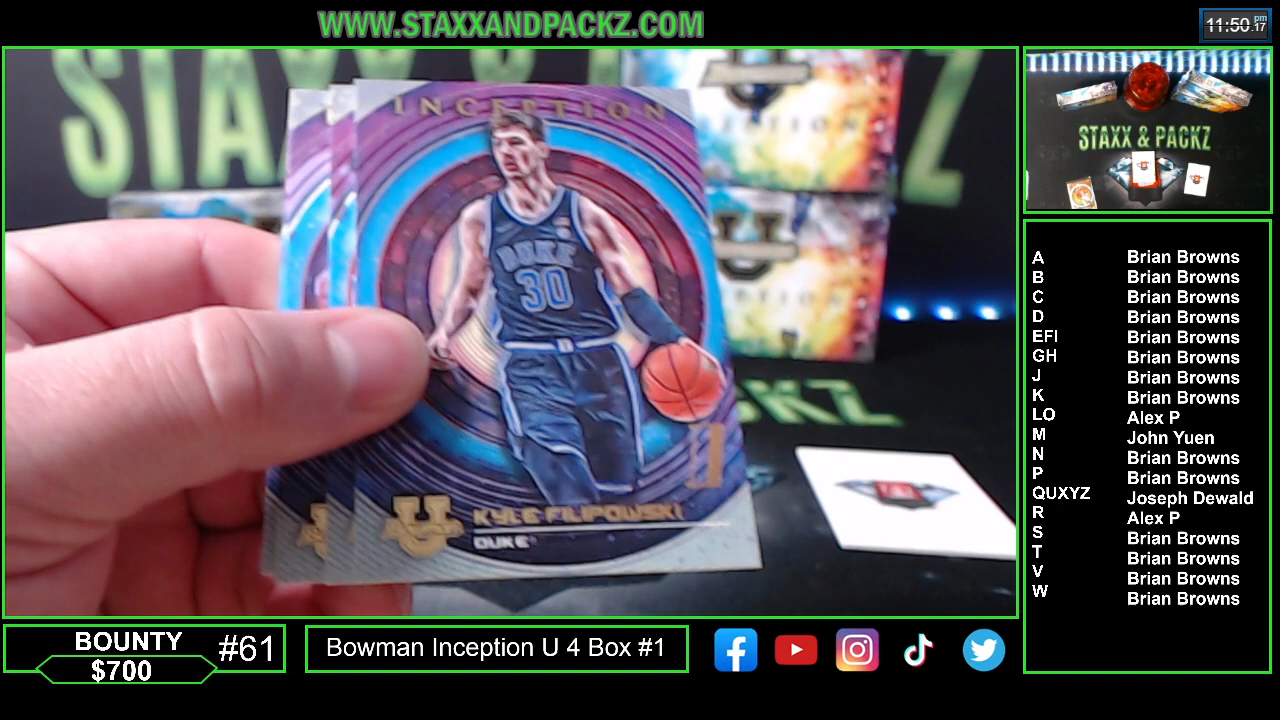 WWW.STAXXANDPACKZ.COM
11:50 pm .17
STAXX &
INCEPTION
DUKE
30
U
KYLE FILIPOWSKI
DUKE
STAXX & PACKZ
A Brian Browns
B Brian Browns
C Brian Browns
D Brian Browns
EFI Brian Browns
GH Brian Browns
J Brian Browns
K Brian Browns
LO Alex P
M John Yuen
N Brian Browns
P Brian Browns
QUXYZ Joseph Dewald
R Alex P
S Brian Browns
T Brian Browns
V Brian Browns
W Brian Browns
BOUNTY
$700
#61
Bowman Inception U 4 Box #1